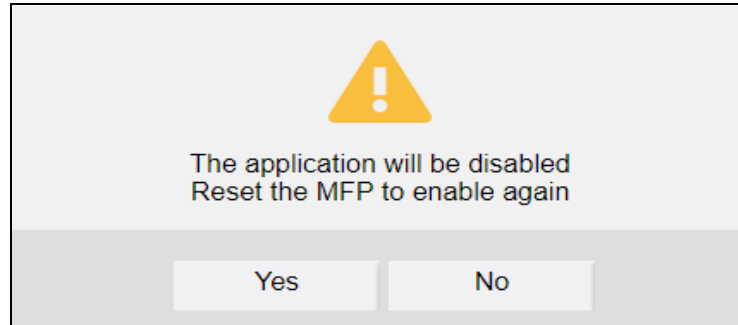 The application will be disabled
Reset the MFP to enable again
Yes
No